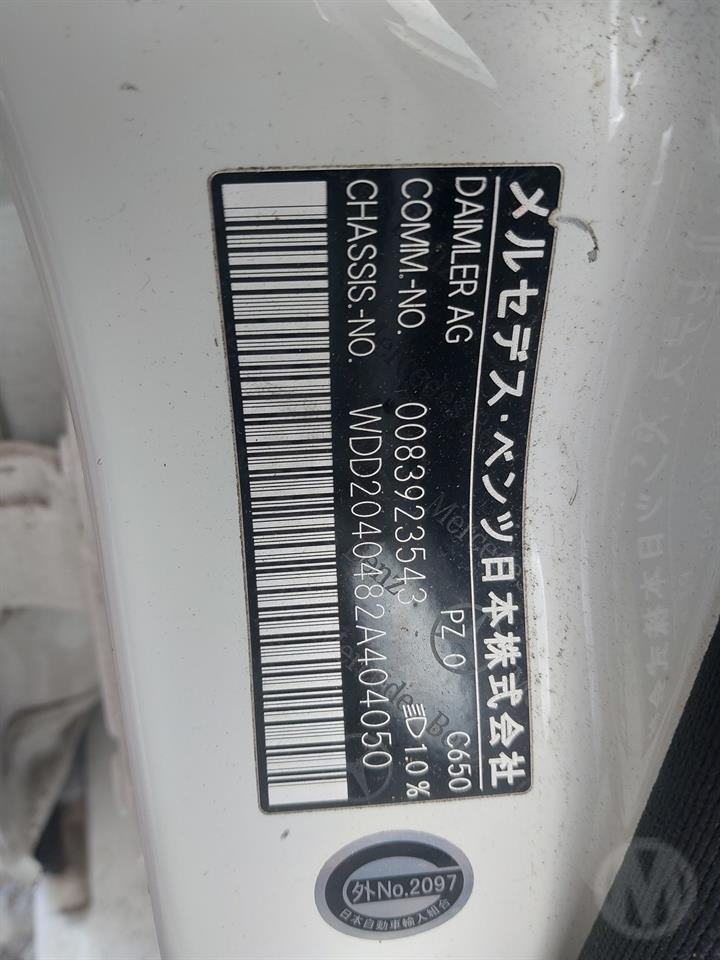 メルセデス・ベンツ日本株式会社
DAIMLER AG PZ 0 C650
COMM.-NO. 0083923543 1.0%
CHASSIS.-NO. WDD2040482A404050
外No.2097
日本自動車輸入組合